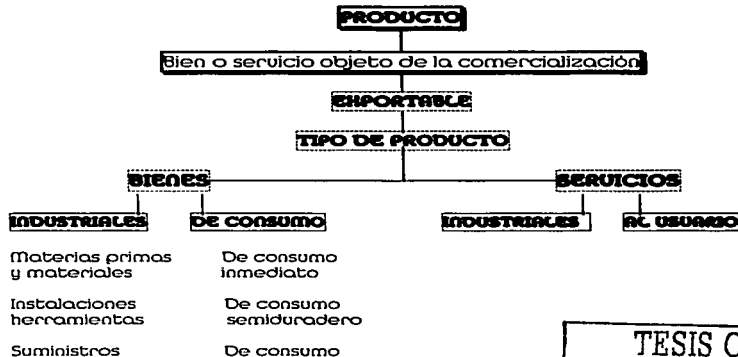 PRODUCTO
Bien o servicio objeto de la comercialización
EXPORTABLE
TIPO DE PRODUCTO
BIENES
SERVICIOS
INDUSTRIALES
DE CONSUMO
INDUSTRIALES
AL USUARIO
Materias primas
y materiales
De consumo
inmediato
Instalaciones
herramientas
De consumo
semiduradero
Suministros
De consumo
TESIS C